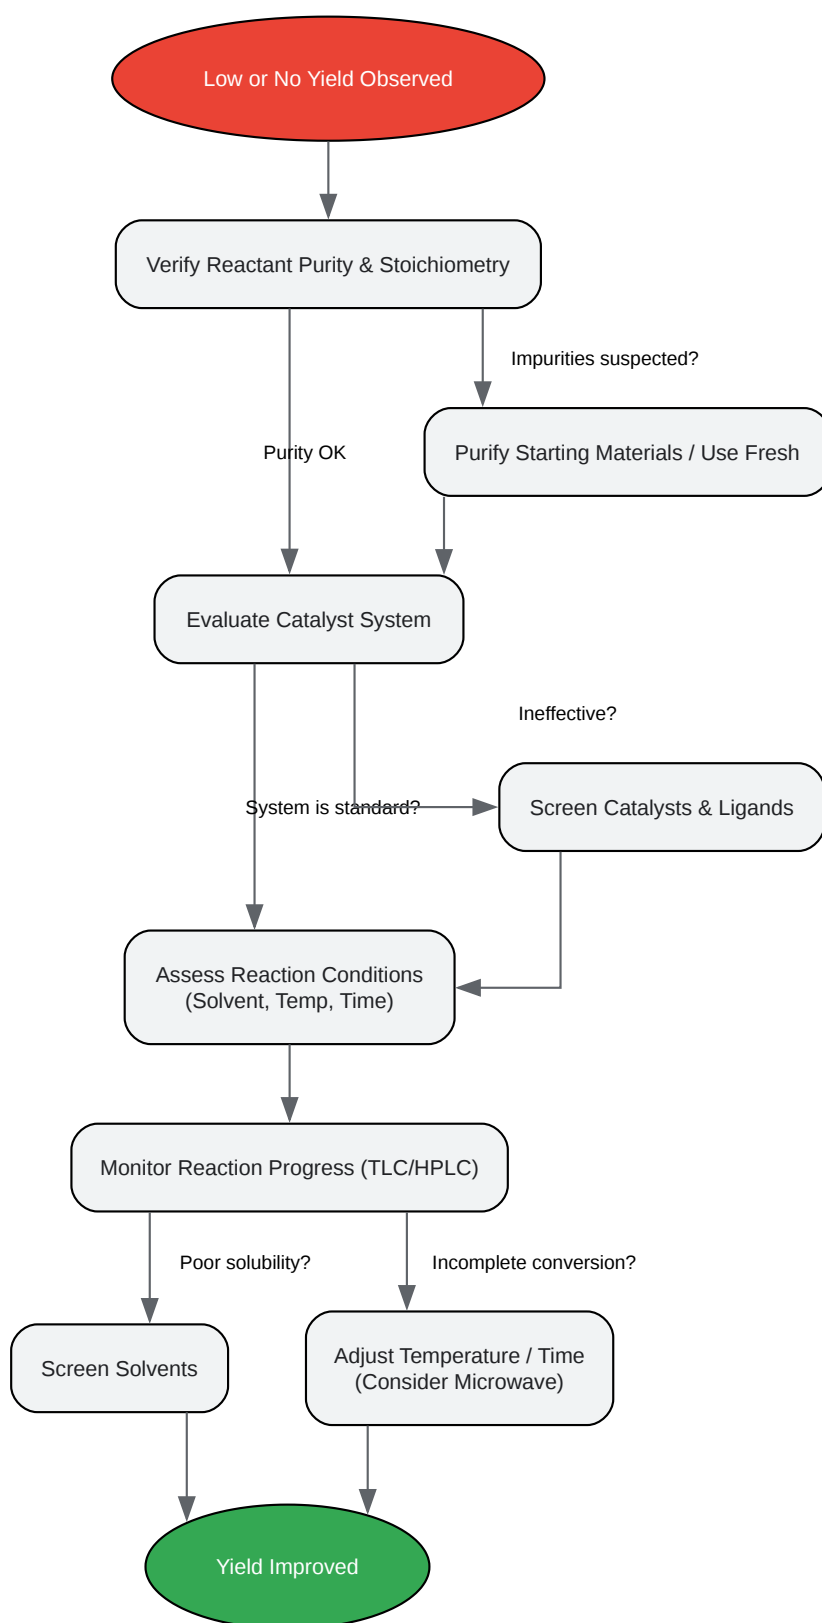 Low or No Yield Observed
Verify Reactant Purity & Stoichiometry
Impurities suspected?
Purity OK
Purify Starting Materials / Use Fresh
Evaluate Catalyst System
Ineffective?
System is standard?
Screen Catalysts & Ligands
Assess Reaction Conditions
(Solvent, Temp, Time)
Monitor Reaction Progress (TLC/HPLC)
Poor solubility?
Incomplete conversion?
Screen Solvents
Adjust Temperature / Time
(Consider Microwave)
Yield Improved